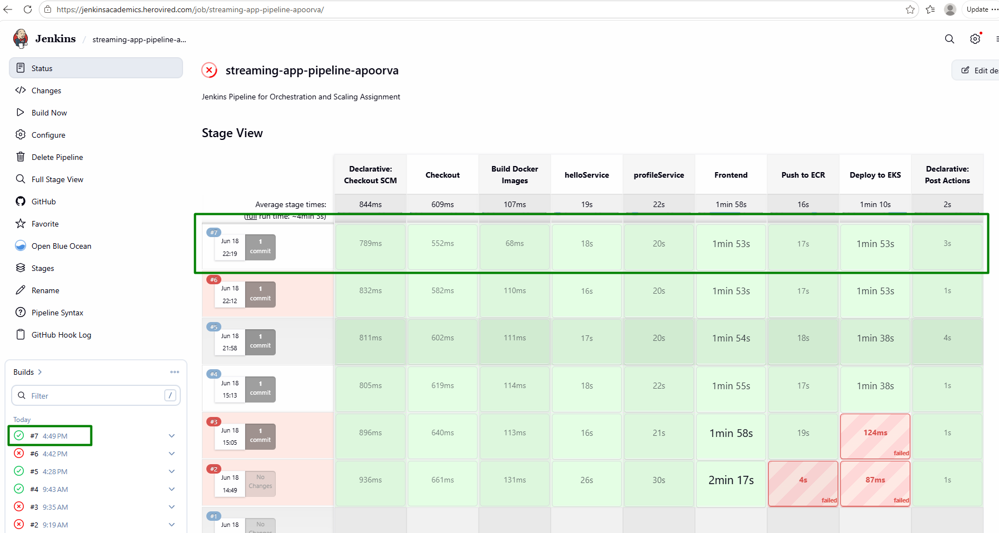 https://jenkinsacademics.herovired.com/job/streaming-app-pipeline-apoorva/
Update
Jenkins / streaming-app-pipeline-a...
Status
Changes
Build Now
Configure
Delete Pipeline
Full Stage View
GitHub
Favorite
Open Blue Ocean
Stages
Rename
Pipeline Syntax
GitHub Hook Log
Builds
Filter /
Today
#7 4:49 PM
#6 4:42 PM
#5 4:28 PM
#4 9:43 AM
#3 9:35 AM
#2 9:19 AM
streaming-app-pipeline-apoorva
Edit des
Jenkins Pipeline for Orchestration and Scaling Assignment
Stage View
Declarative: Checkout SCM
Checkout
Build Docker Images
helloService
profileService
Frontend
Push to ECR
Deploy to EKS
Declarative: Post Actions
Average stage times: 844ms 609ms 107ms 19s 22s 1min 58s 16s 1min 10s 2s
(full run time: ~4min 3s)
#7
Jun 18 22:19 1 commit 789ms 552ms 68ms 18s 20s 1min 53s 17s 1min 53s 3s
#6
Jun 18 22:12 1 commit 832ms 582ms 110ms 16s 20s 1min 53s 17s 1min 53s 1s
#5
Jun 18 21:58 1 commit 811ms 602ms 111ms 17s 20s 1min 54s 18s 1min 38s 4s
#4
Jun 18 15:13 1 commit 805ms 619ms 114ms 18s 22s 1min 55s 17s 1min 38s 1s
#3
Jun 18 15:05 1 commit 896ms 640ms 113ms 16s 21s 1min 58s 19s 124ms failed 1s
#2
Jun 18 14:49 No Changes 936ms 661ms 131ms 26s 30s 2min 17s 4s failed 87ms failed 1s
#1
Jun 18 No Changes